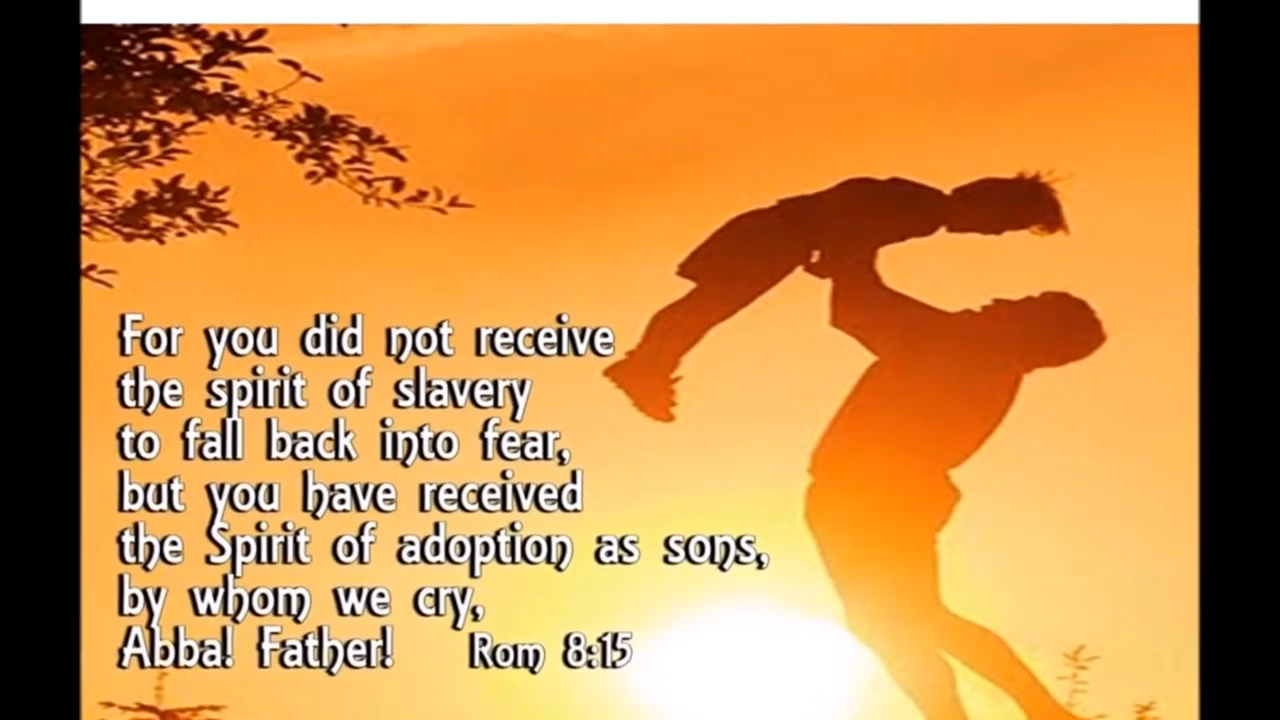 For you did not receive
the spirit of slavery
to fall back into fear,
but you have received
the Spirit of adoption as sons,
by whom we cry,
Abba! Father! Rom 8:15